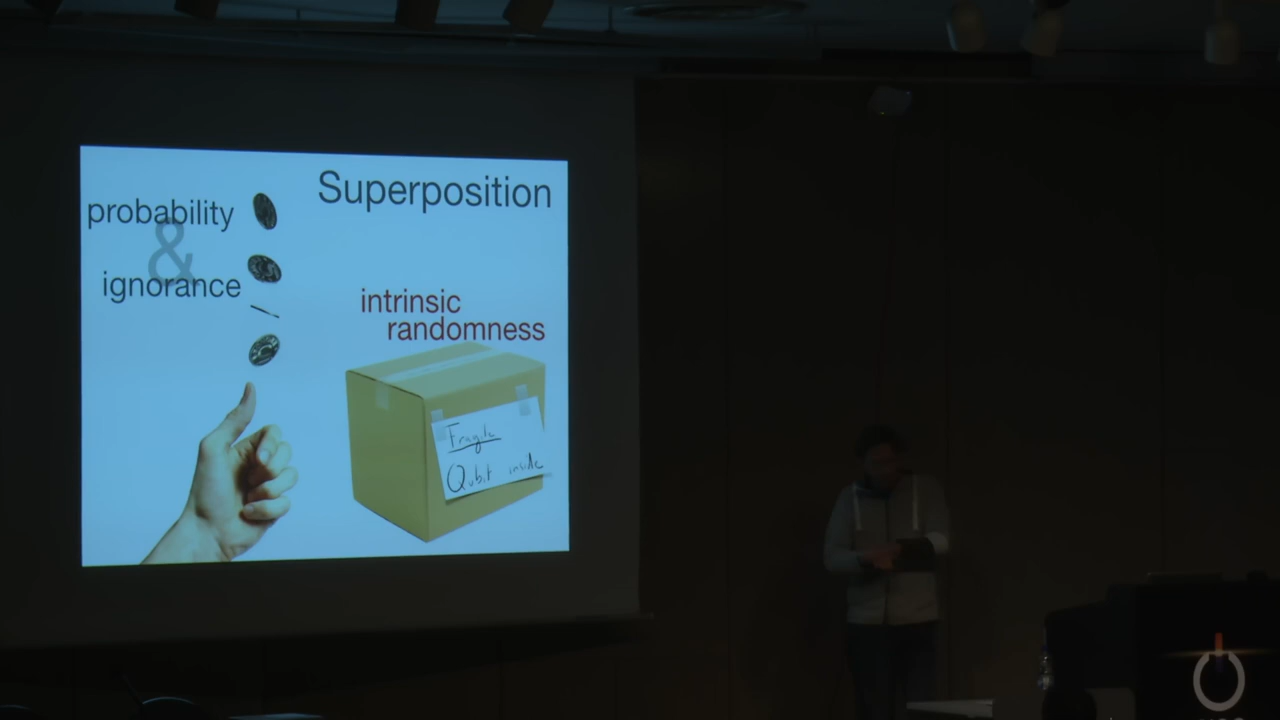 Superposition
probability
&
ignorance
intrinsic
randomness
Fragile
Qubit inside